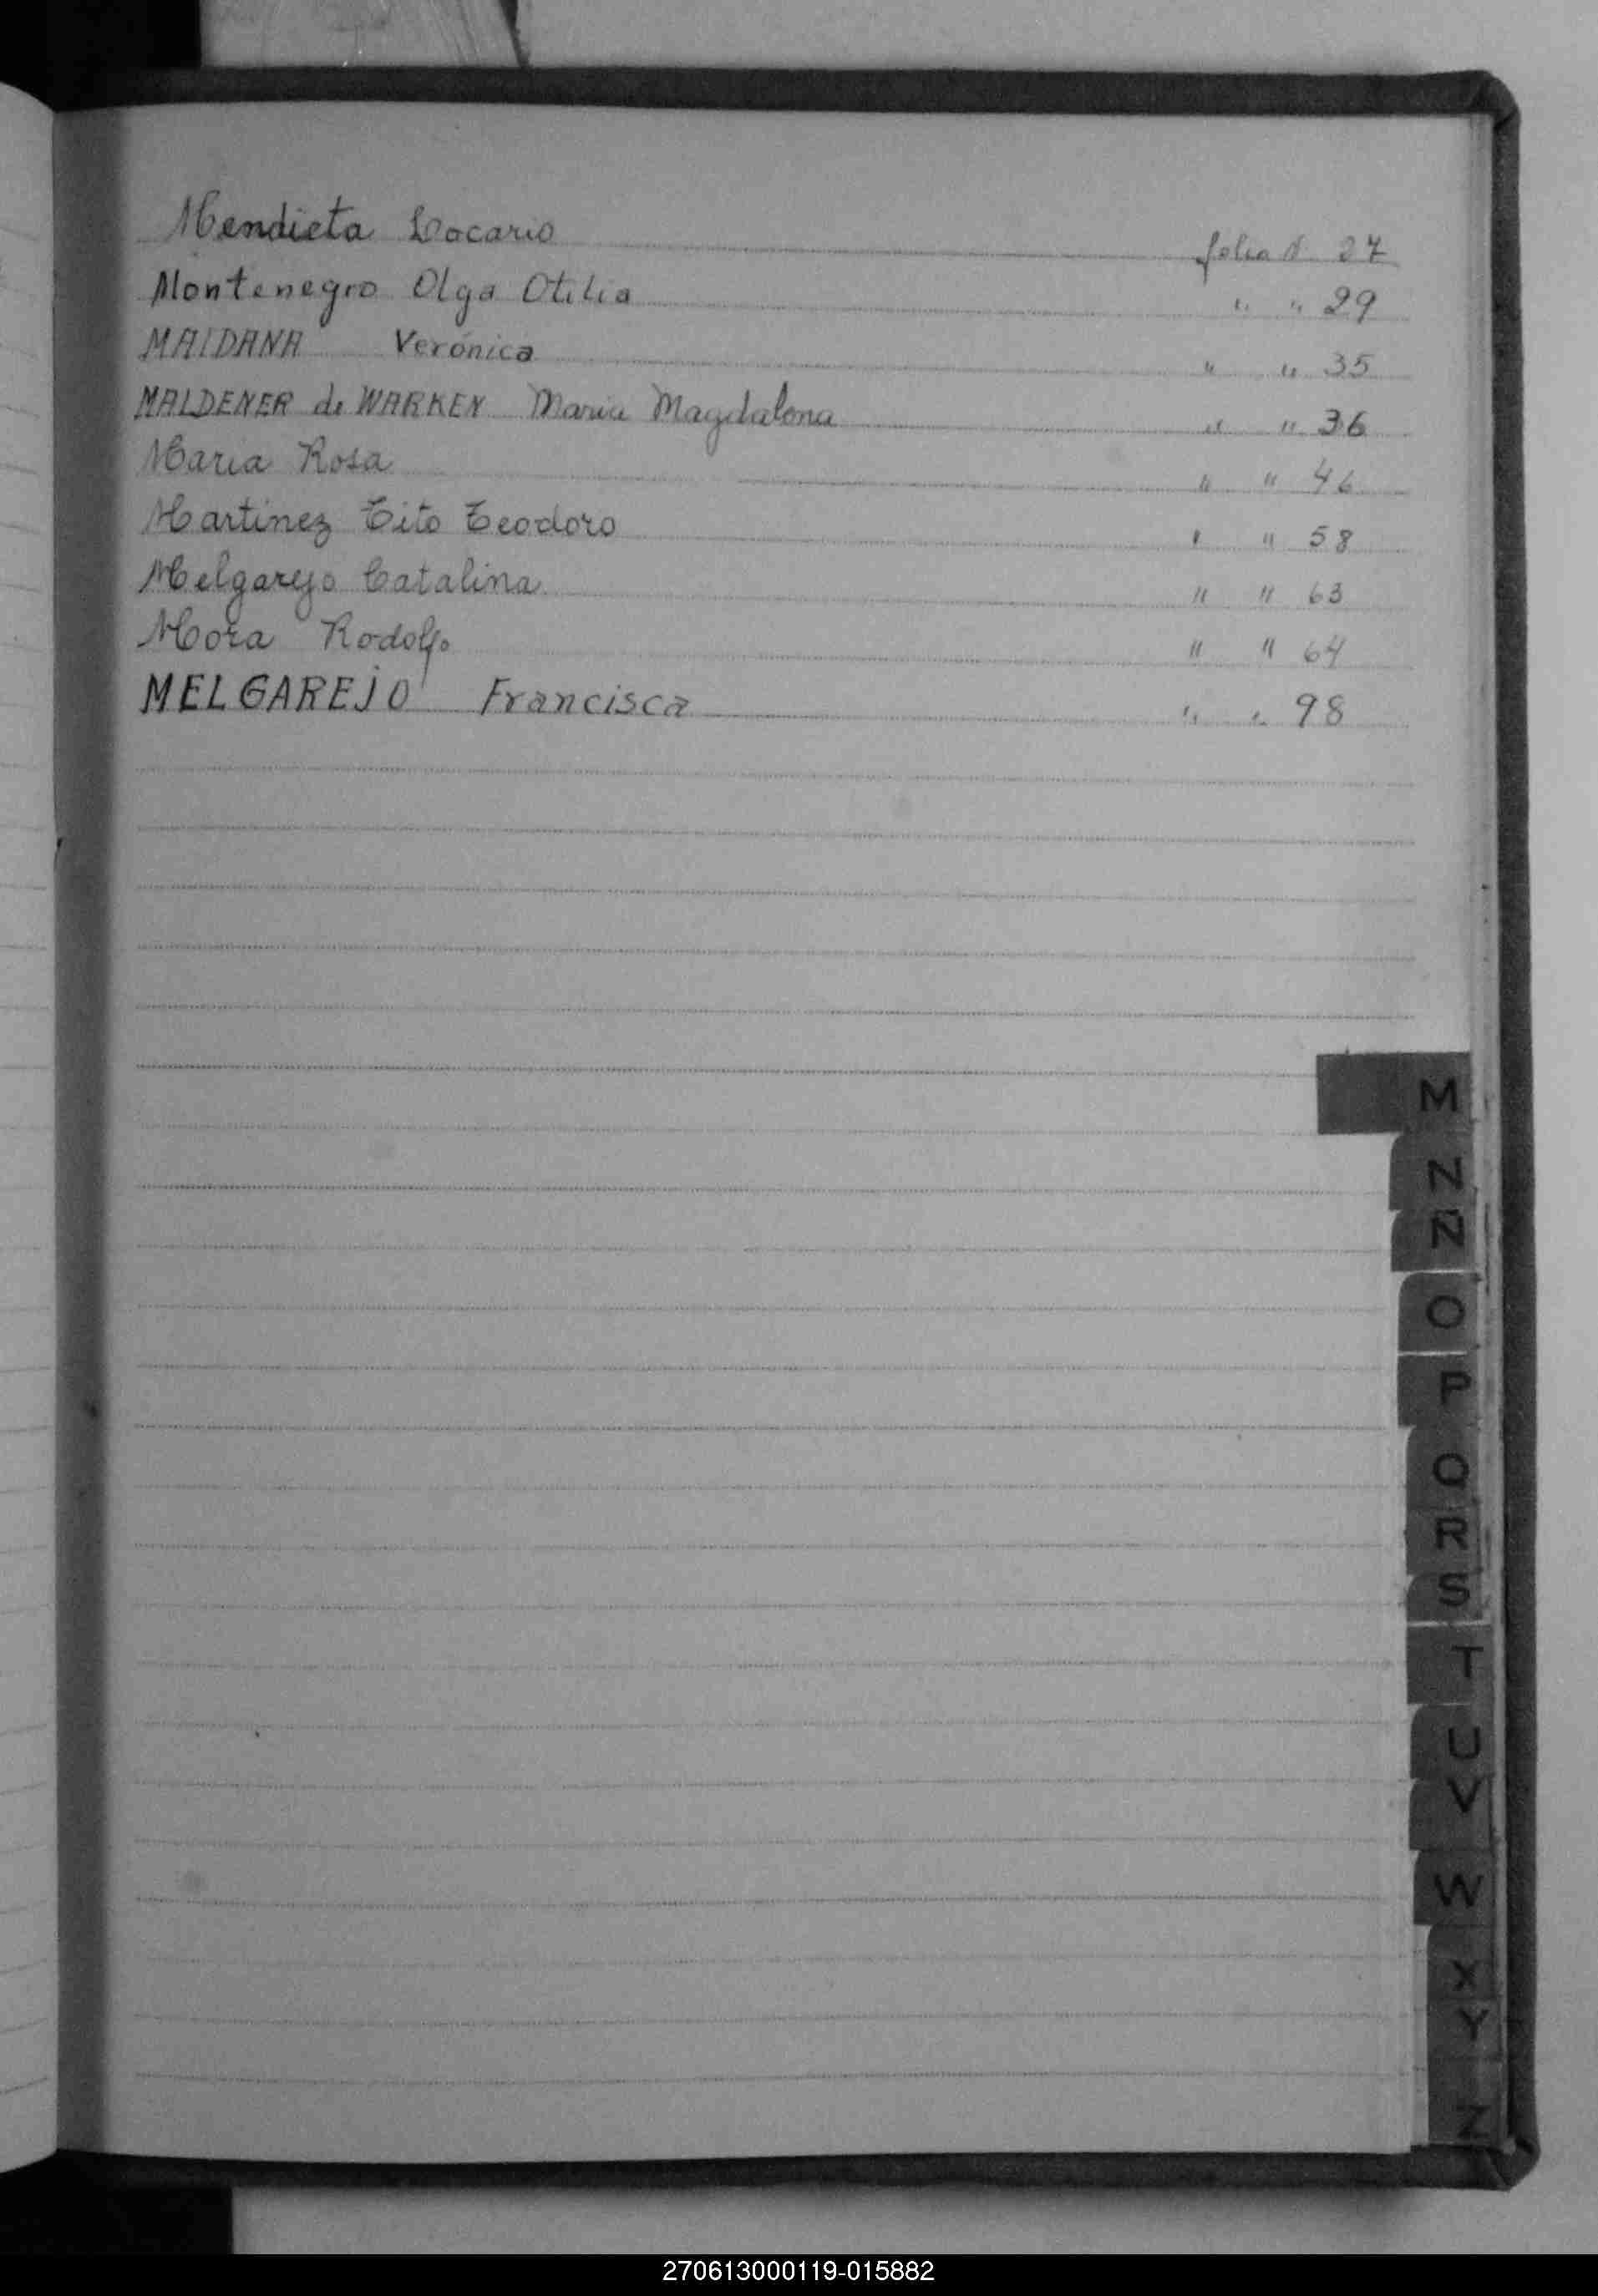 Mendieta Locario folio N. 27
Montenegro Olga Otilia " " 29
MAIDANA Verónica " " 35
MALDENER de WARKEN Maria Magdalena " " 36
Maria Rosa " " 46
Martinez Tito Teodoro " " 58
Melgarejo Catalina " " 63
Mora Rodolfo " " 64
MELGAREJO Francisca " " 98
M
N
Ñ
O
P
Q
R
S
T
U
V
W
X
Y
Z
270613000119-015882